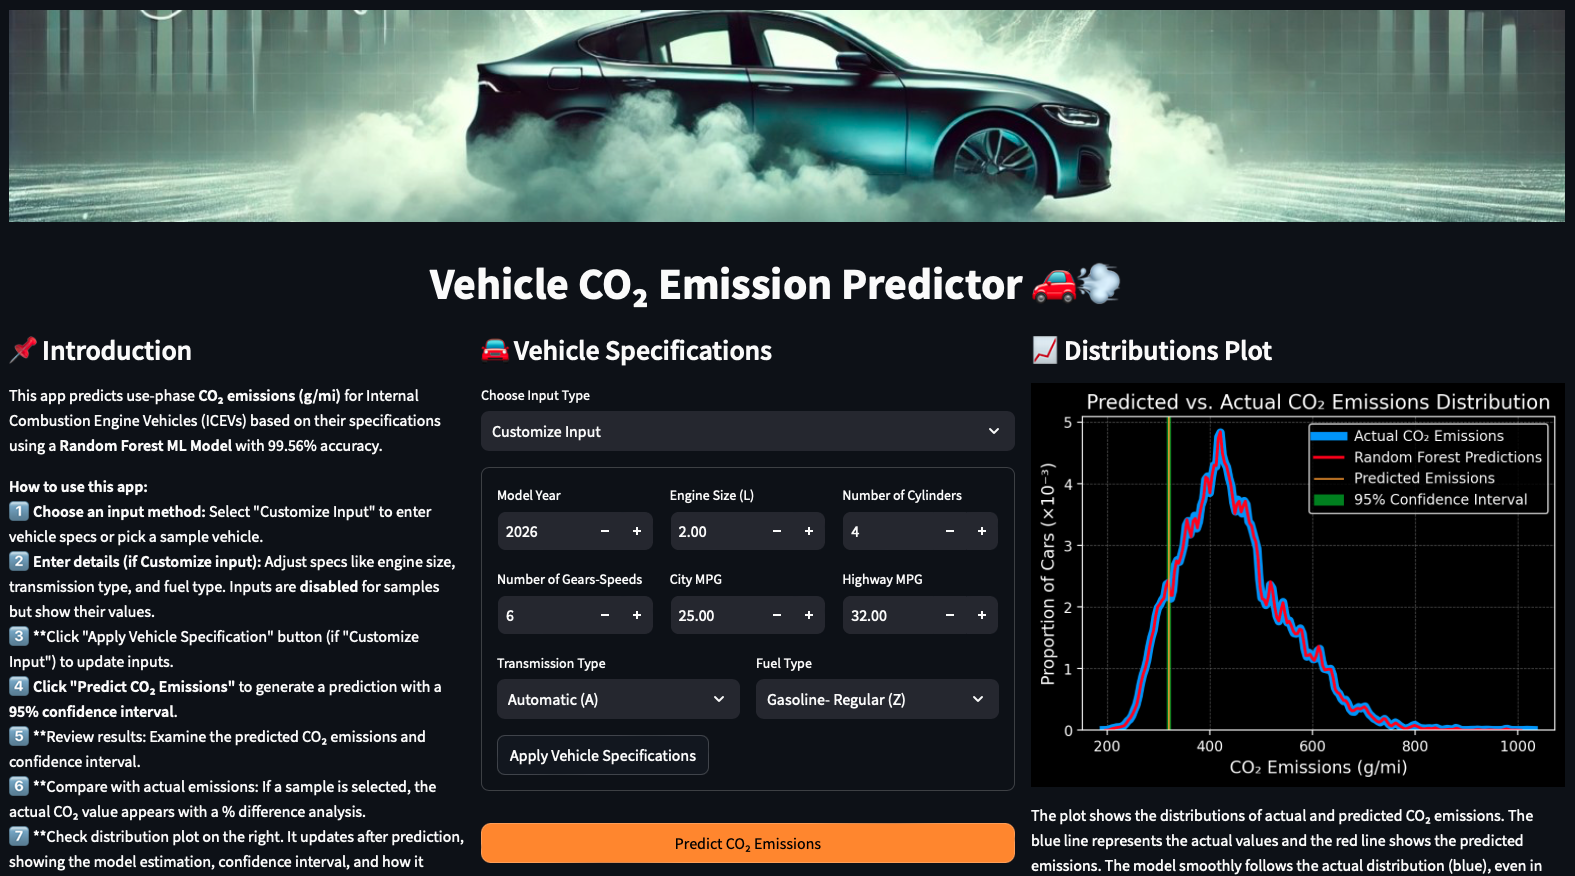 Vehicle CO₂ Emission Predictor 🚗💨
📌 Introduction
This app predicts use-phase CO₂ emissions (g/mi) for Internal
Combustion Engine Vehicles (ICEVs) based on their specifications
using a Random Forest ML Model with 99.56% accuracy.
How to use this app:
1️⃣ Choose an input method: Select "Customize Input" to enter
vehicle specs or pick a sample vehicle.
2️⃣ Enter details (if Customize input): Adjust specs like engine size,
transmission type, and fuel type. Inputs are disabled for samples
but show their values.
3️⃣ **Click "Apply Vehicle Specification" button (if "Customize
Input") to update inputs.
4️⃣ Click "Predict CO₂ Emissions" to generate a prediction with a
95% confidence interval.
5️⃣ **Review results: Examine the predicted CO₂ emissions and
confidence interval.
6️⃣ **Compare with actual emissions: If a sample is selected, the
actual CO₂ value appears with a % difference analysis.
7️⃣ **Check distribution plot on the right. It updates after prediction,
showing the model estimation, confidence interval, and how it
🚘 Vehicle Specifications
Choose Input Type
Customize Input
Model Year Engine Size (L) Number of Cylinders
2026 − + 2.00 − + 4 − +
Number of Gears-Speeds City MPG Highway MPG
6 − + 25.00 − + 32.00 − +
Transmission Type Fuel Type
Automatic (A) Gasoline- Regular (Z)
Apply Vehicle Specifications
Predict CO₂ Emissions
📈 Distributions Plot
Predicted vs. Actual CO₂ Emissions Distribution
Actual CO₂ Emissions
Random Forest Predictions
Predicted Emissions
95% Confidence Interval
Proportion of Cars (×10⁻³)
5
4
3
2
1
0
200 400 600 800 1000
CO₂ Emissions (g/mi)
The plot shows the distributions of actual and predicted CO₂ emissions. The
blue line represents the actual values and the red line shows the predicted
emissions. The model smoothly follows the actual distribution (blue), even in